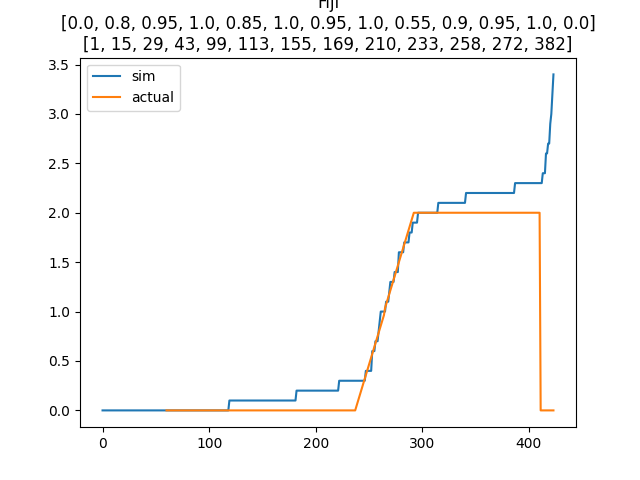 Fiji
[0.0, 0.8, 0.95, 1.0, 0.85, 1.0, 0.95, 1.0, 0.55, 0.9, 0.95, 1.0, 0.0]
[1, 15, 29, 43, 99, 113, 155, 169, 210, 233, 258, 272, 382]
sim
actual
3.5
3.0
2.5
2.0
1.5
1.0
0.5
0.0
0 100 200 300 400